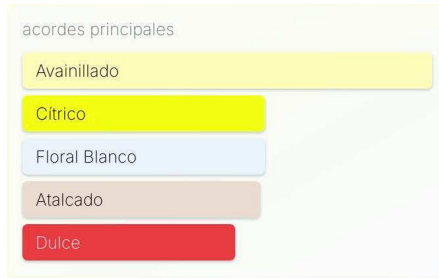 acordes principales
Avainillado
Cítrico
Floral Blanco
Atalcado
Dulce